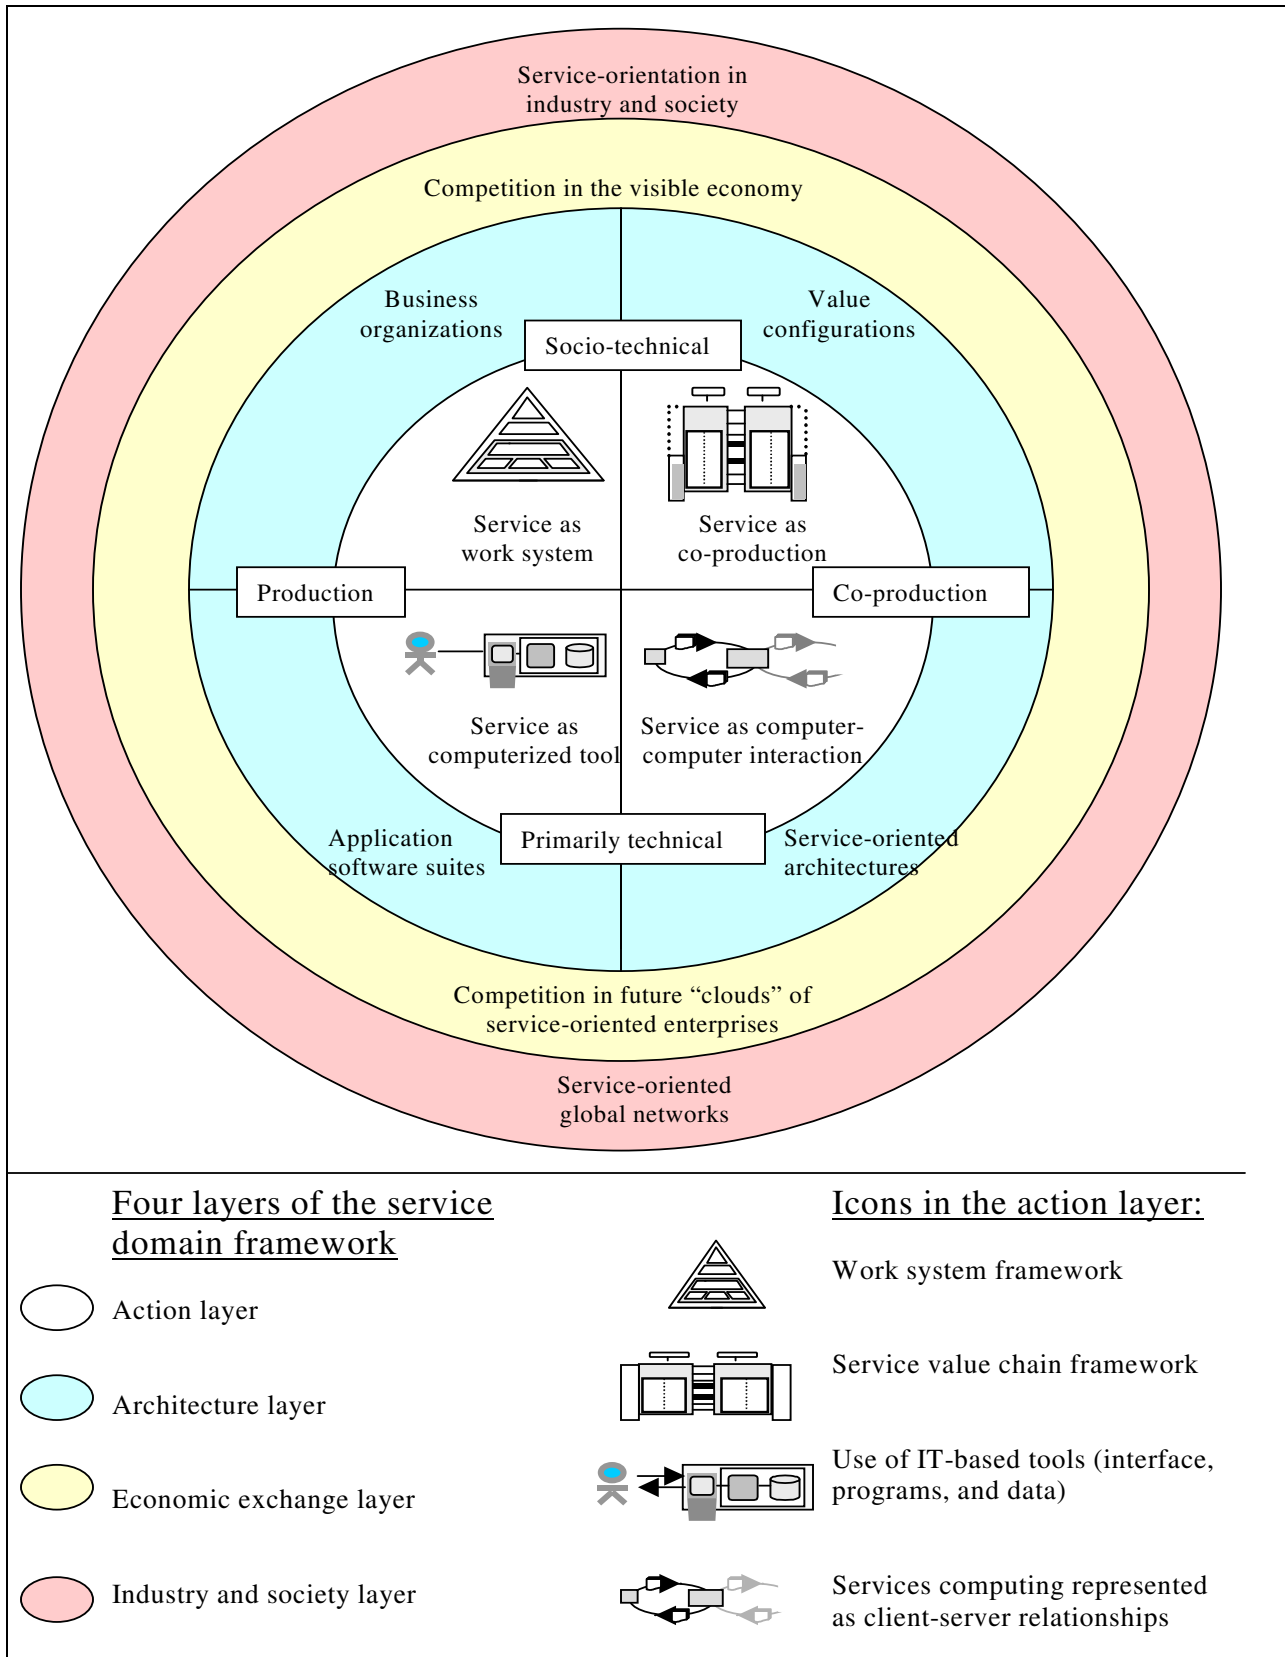 Service-orientation in
industry and society
Competition in the visible economy
Business
organizations
Value
configurations
Socio-technical
Service as
work system
Service as
co-production
Production
Co-production
Service as
computerized tool
Service as computer-
computer interaction
Application
software suites
Primarily technical
Service-oriented
architectures
Competition in future “clouds” of
service-oriented enterprises
Service-oriented
global networks
Four layers of the service
domain framework
Action layer
Architecture layer
Economic exchange layer
Industry and society layer
Icons in the action layer:
Work system framework
Service value chain framework
Use of IT-based tools (interface,
programs, and data)
Services computing represented
as client-server relationships